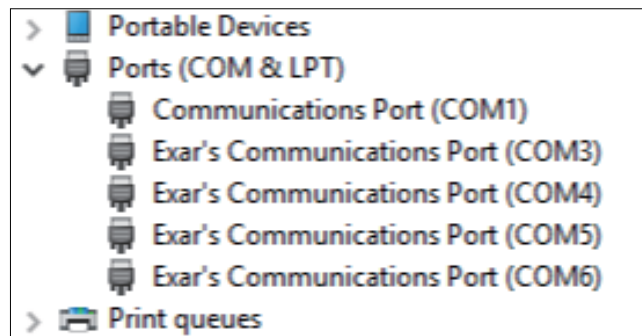 Portable Devices
Ports (COM & LPT)
Communications Port (COM1)
Exar's Communications Port (COM3)
Exar's Communications Port (COM4)
Exar's Communications Port (COM5)
Exar's Communications Port (COM6)
Print queues